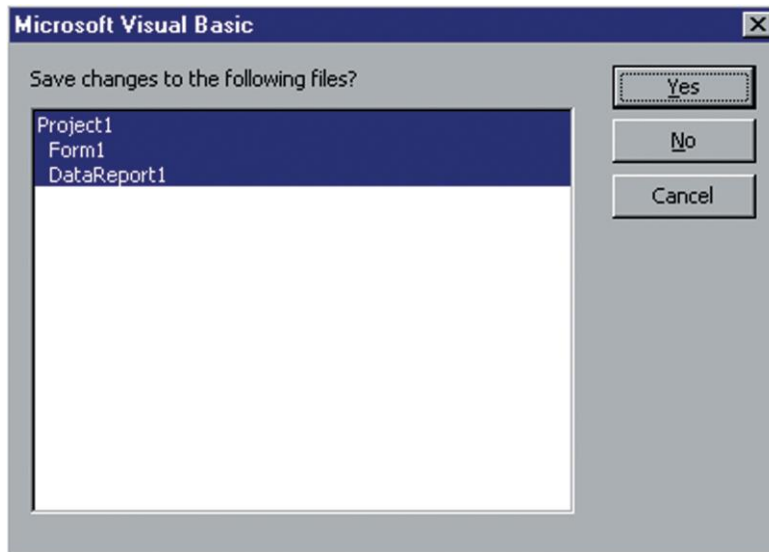 Microsoft Visual Basic
Save changes to the following files?
Yes
Project1
Form1
DataReport1
No
Cancel